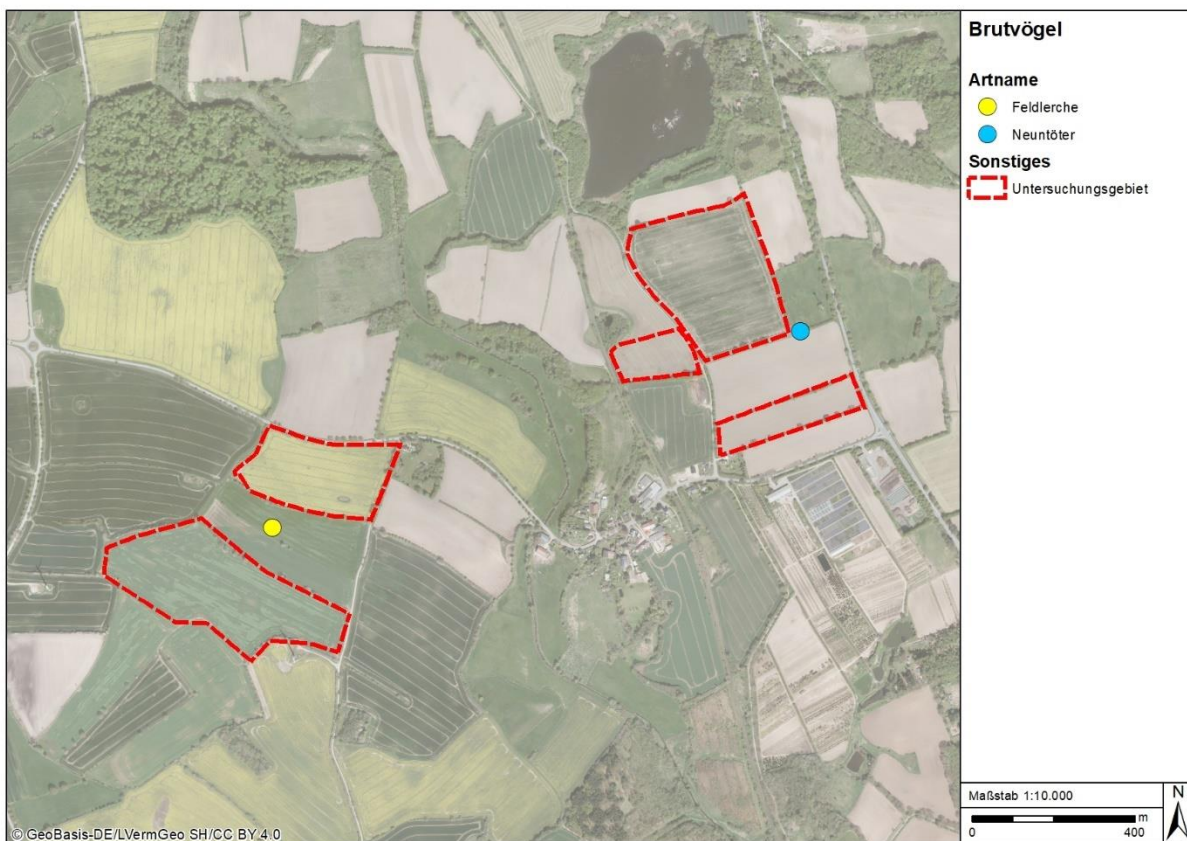 Brutvögel
Artname
Feldlerche
Neuntöter
Sonstiges
Untersuchungsgebiet
Maßstab 1:10.000
N
m
0 400
© GeoBasis-DE/LVermGeo SH/CC BY 4.0